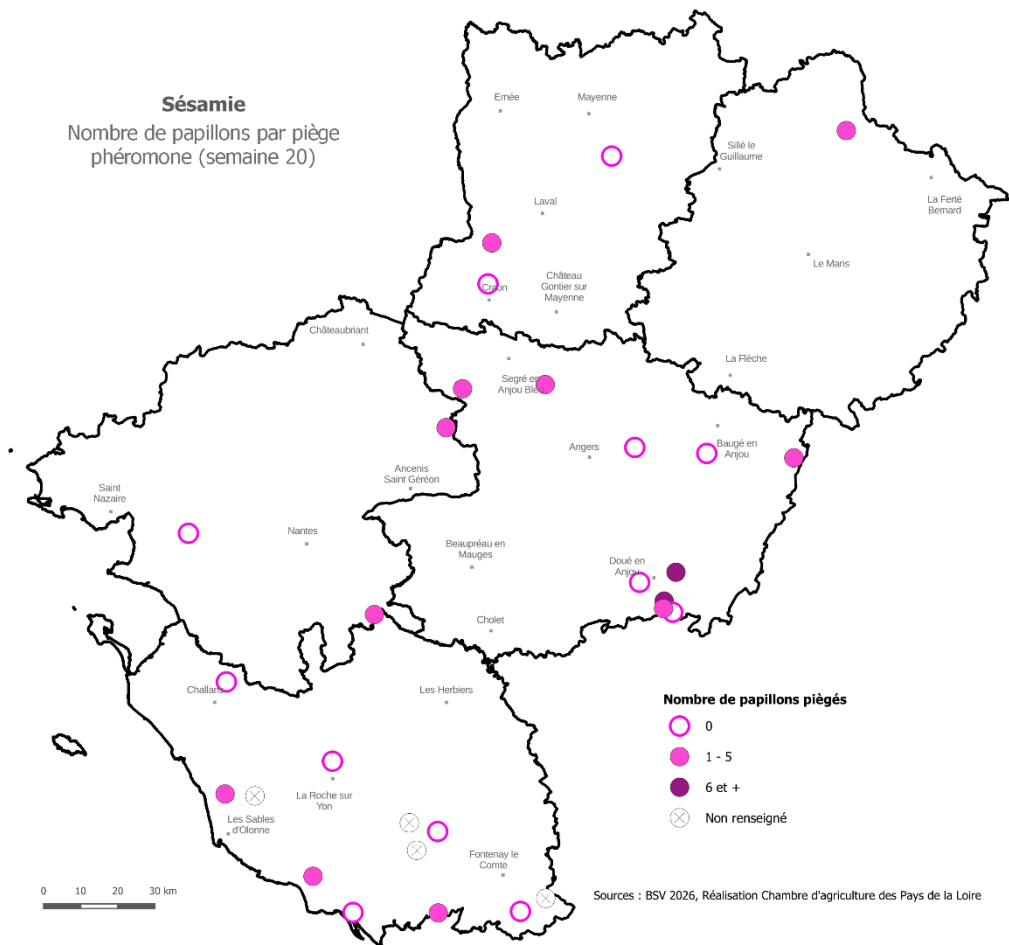 Sésamie
Nombre de papillons par piège
phéromone (semaine 20)
Ernée
Mayenne
Sillé le
Guillaume
La Ferté
Bernard
Laval
Le Mans
Craon
Château
Gontier sur
Mayenne
Châteaubriant
La Flèche
Segré en
Anjou Bleu
Angers
Baugé en
Anjou
Ancenis
Saint Géréon
Saint
Nazaire
Nantes
Beaupréau en
Mauges
Doué en
Anjou
Cholet
Challans
Les Herbiers
La Roche sur
Yon
Les Sables
d'Olonne
Fontenay le
Comte
Nombre de papillons piégés
0
1 - 5
6 et +
Non renseigné
0 10 20 30 km
Sources : BSV 2026, Réalisation Chambre d'agriculture des Pays de la Loire